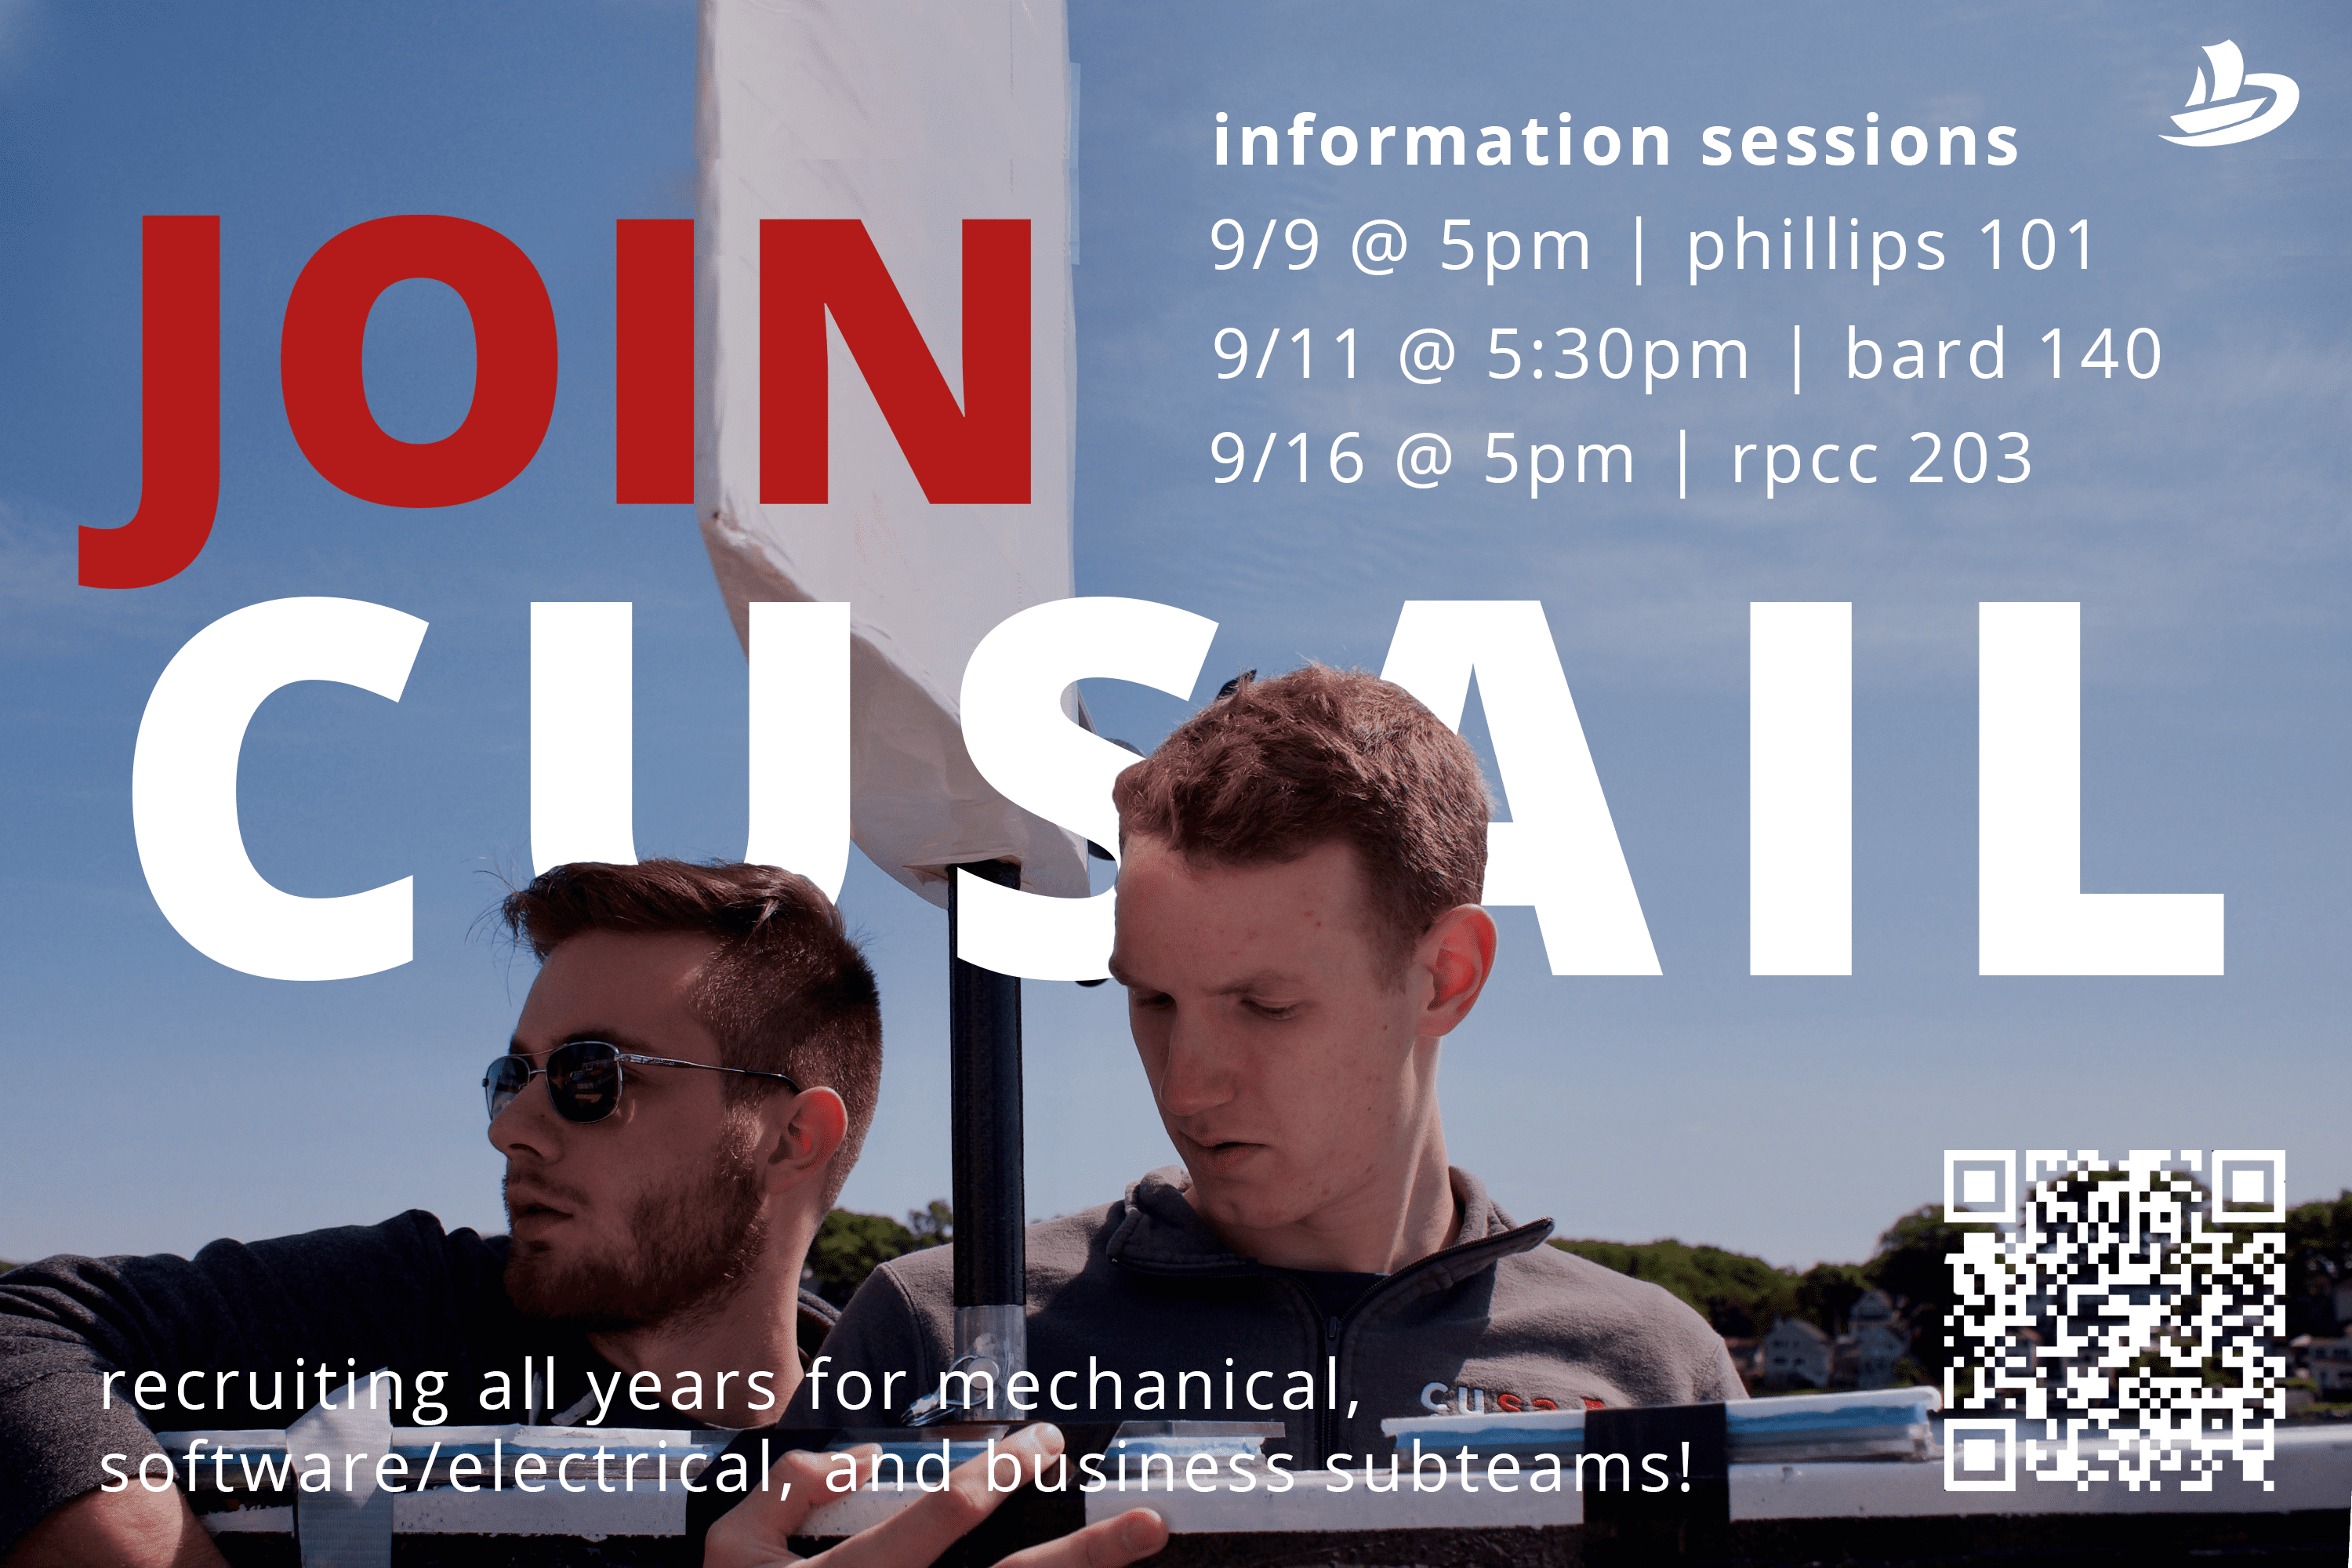 JOIN
CUSAIL
information sessions
9/9 @ 5pm | phillips 101
9/11 @ 5:30pm | bard 140
9/16 @ 5pm | rpcc 203
recruiting all years for mechanical,
software/electrical, and business subteams!